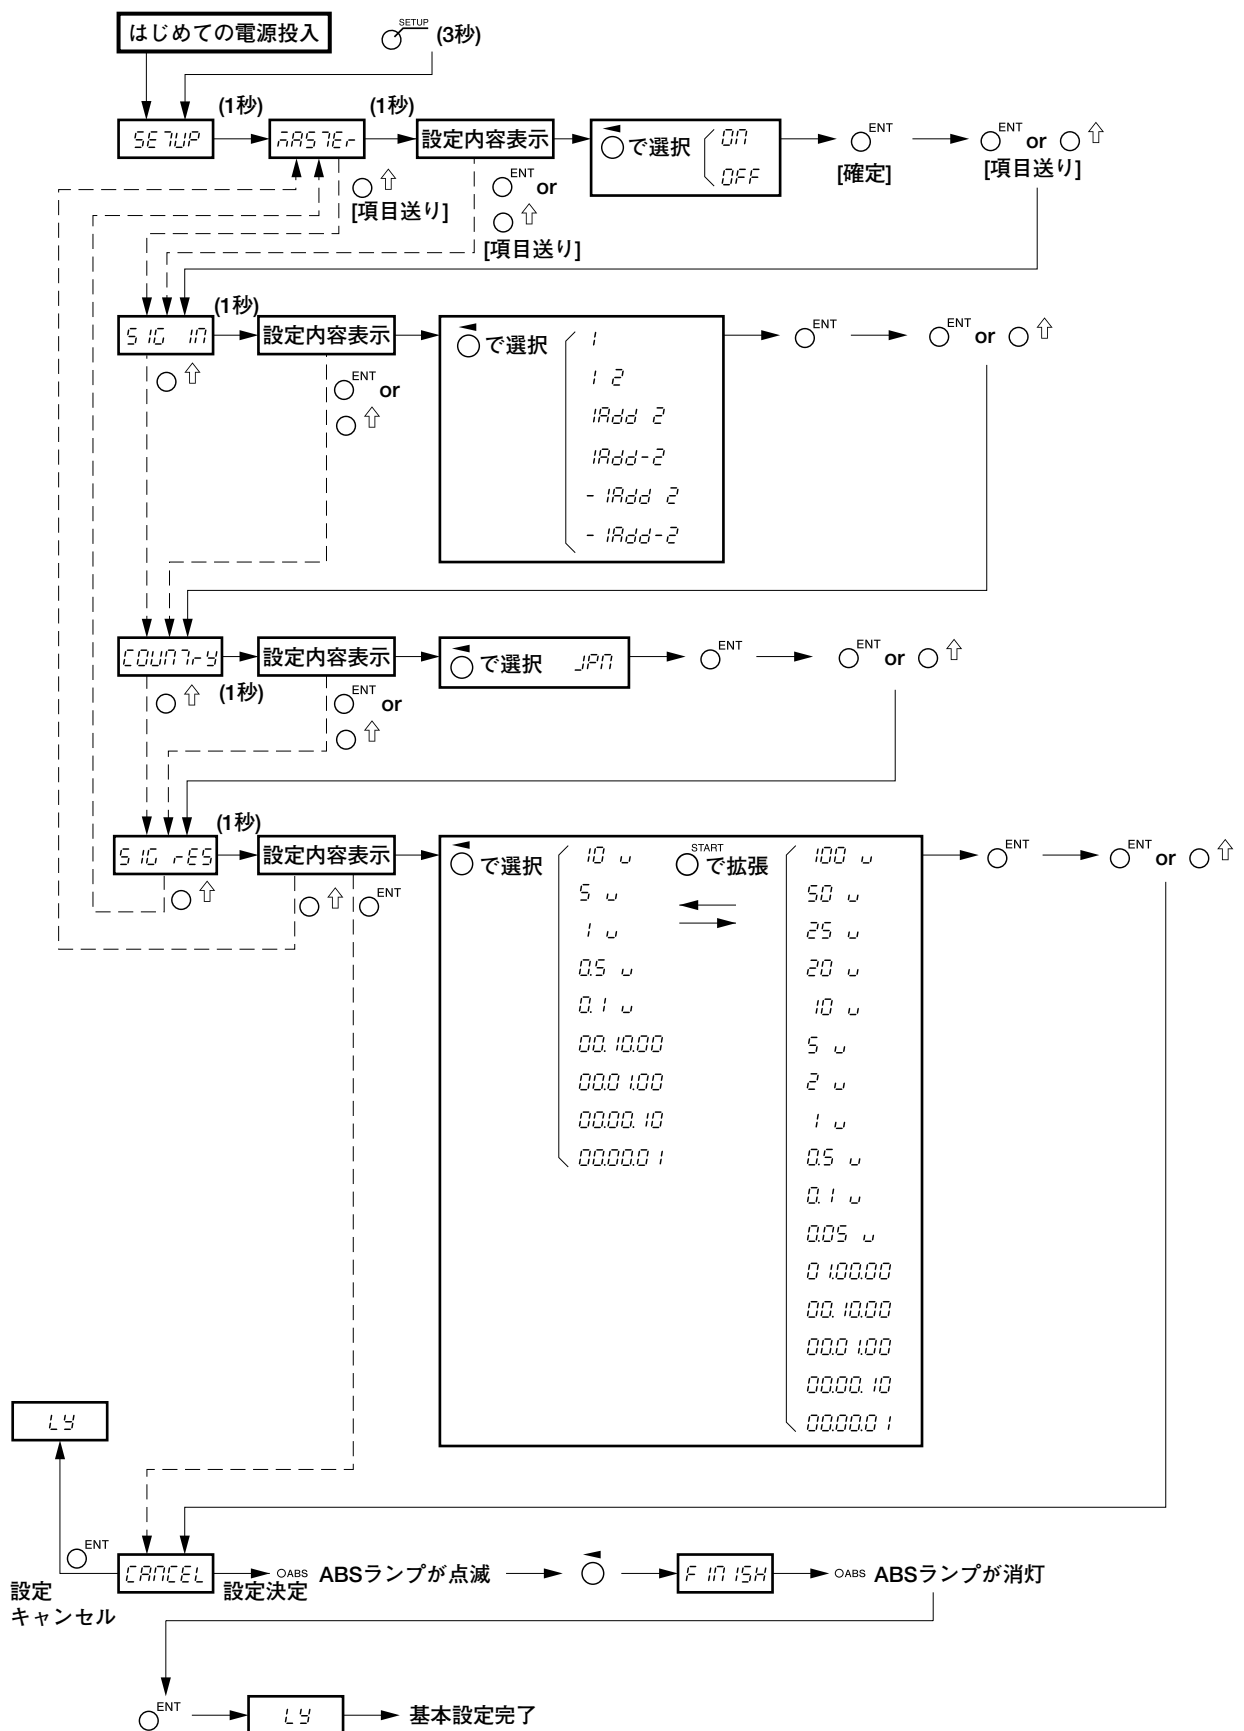 はじめての電源投入
SETUP
(3秒)
(1秒)
(1秒)
SETUP
MASTEr
設定内容表示
で選択
ON
OFF
ENT
[確定]
ENT or
[項目送り]
[項目送り]
ENT or
[項目送り]
(1秒)
SIG IN
設定内容表示
で選択
1
1 2
1Add 2
1Add-2
-1Add 2
-1Add-2
ENT
ENT or
ENT or
COUNTrY
(1秒)
設定内容表示
で選択 JPN
ENT
ENT or
ENT or
(1秒)
SIG rES
設定内容表示
ENT
で選択
10 u
5 u
1 u
0.5 u
0.1 u
00.10.00
00.01.00
00.00.10
00.00.01
START
で拡張
100 u
50 u
25 u
20 u
10 u
5 u
2 u
1 u
0.5 u
0.1 u
0.05 u
01.00.00
00.10.00
00.01.00
00.00.10
00.00.01
ENT
ENT or
LY
ENT
設定
キャンセル
CANCEL
設定決定
ABS ABSランプが点滅
FINISH
ABS ABSランプが消灯
ENT
LY
基本設定完了